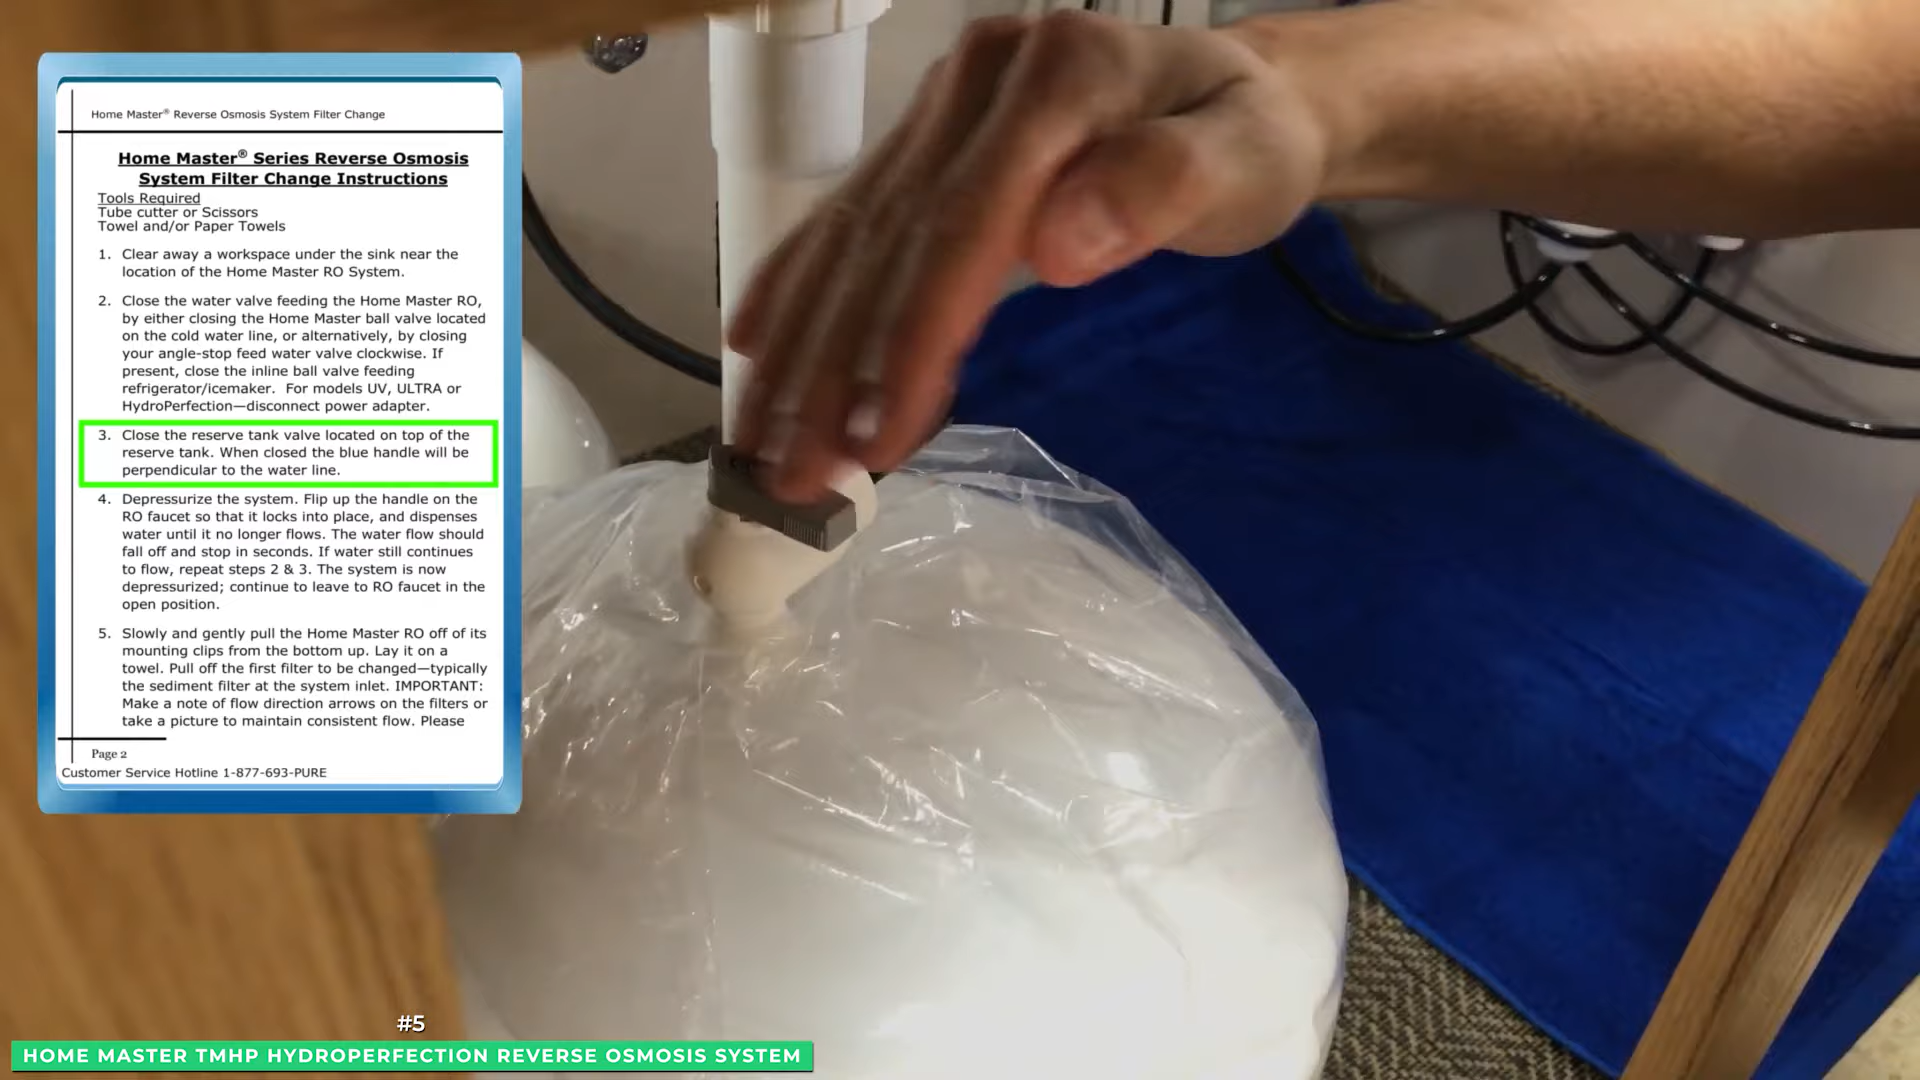 Home Master® Reverse Osmosis System Filter Change
Home Master® Series Reverse Osmosis
System Filter Change Instructions
Tools Required
Tube cutter or Scissors
Towel and/or Paper Towels
1. Clear away a workspace under the sink near the
location of the Home Master RO System.
2. Close the water valve feeding the Home Master RO,
by either closing the Home Master ball valve located
on the cold water line, or alternatively, by closing
your angle-stop feed water valve clockwise. If
present, close the inline ball valve feeding
refrigerator/icemaker. For models UV, ULTRA or
HydroPerfection—disconnect power adapter.
3. Close the reserve tank valve located on top of the
reserve tank. When closed the blue handle will be
perpendicular to the water line.
4. Depressurize the system. Flip up the handle on the
RO faucet so that it locks into place, and dispenses
water until it no longer flows. The water flow should
fall off and stop in seconds. If water still continues
to flow, repeat steps 2 & 3. The system is now
depressurized; continue to leave to RO faucet in the
open position.
5. Slowly and gently pull the Home Master RO off of its
mounting clips from the bottom up. Lay it on a
towel. Pull off the first filter to be changed—typically
the sediment filter at the system inlet. IMPORTANT:
Make a note of flow direction arrows on the filters or
take a picture to maintain consistent flow. Please
Page 2
Customer Service Hotline 1-877-693-PURE
#5
HOME MASTER TMHP HYDROPERFECTION REVERSE OSMOSIS SYSTEM